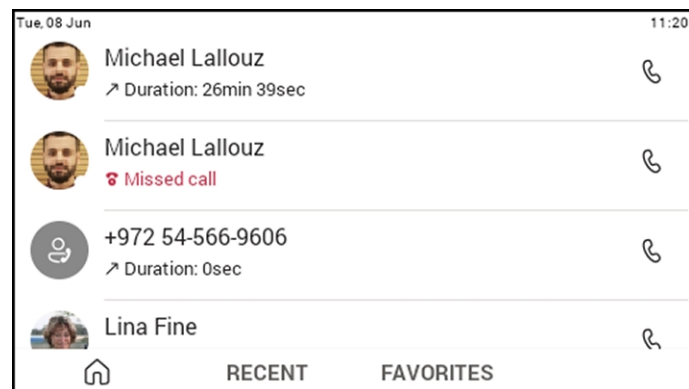 Tue, 08 Jun 11:20
Michael Lallouz
↗ Duration: 26min 39sec
Michael Lallouz
Missed call
+972 54-566-9606
↗ Duration: 0sec
Lina Fine
RECENT FAVORITES